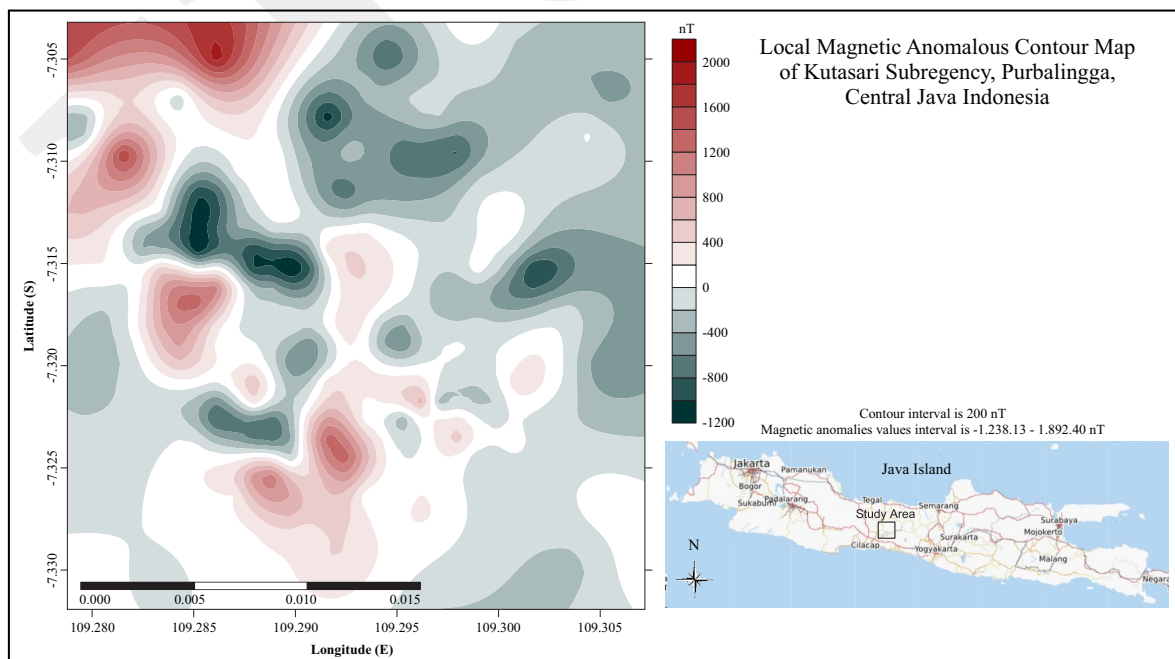 nT
Local Magnetic Anomalous Contour Map
of Kutasari Subregency, Purbalingga,
Central Java Indonesia
2000
1600
1200
800
400
0
-400
-800
-1200
-7.305
-7.310
-7.315
-7.320
-7.325
-7.330
Latitude (S)
0.000 0.005 0.010 0.015
109.280 109.285 109.290 109.295 109.300 109.305
Longitude (E)
Contour interval is 200 nT
Magnetic anomalies values interval is -1.238.13 - 1.892.40 nT
Java Island
Jakarta
Pamanukan
Bogor
Sukabumi
Padalarang
Tegal
Semarang
Study Area
Surabaya
Mojokerto
Surakarta
Cilacap
Yogyakarta
Malang
Negara
N